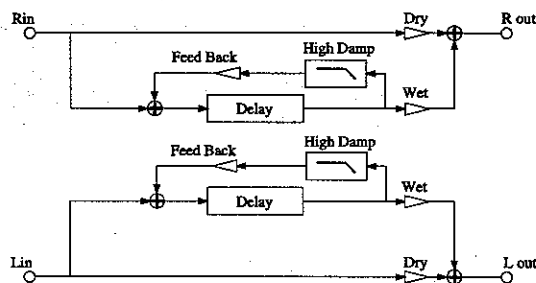 Rin
Dry
R out
Feed Back
High Damp
Delay
Wet
High Damp
Feed Back
Wet
Delay
Lin
Dry
L out